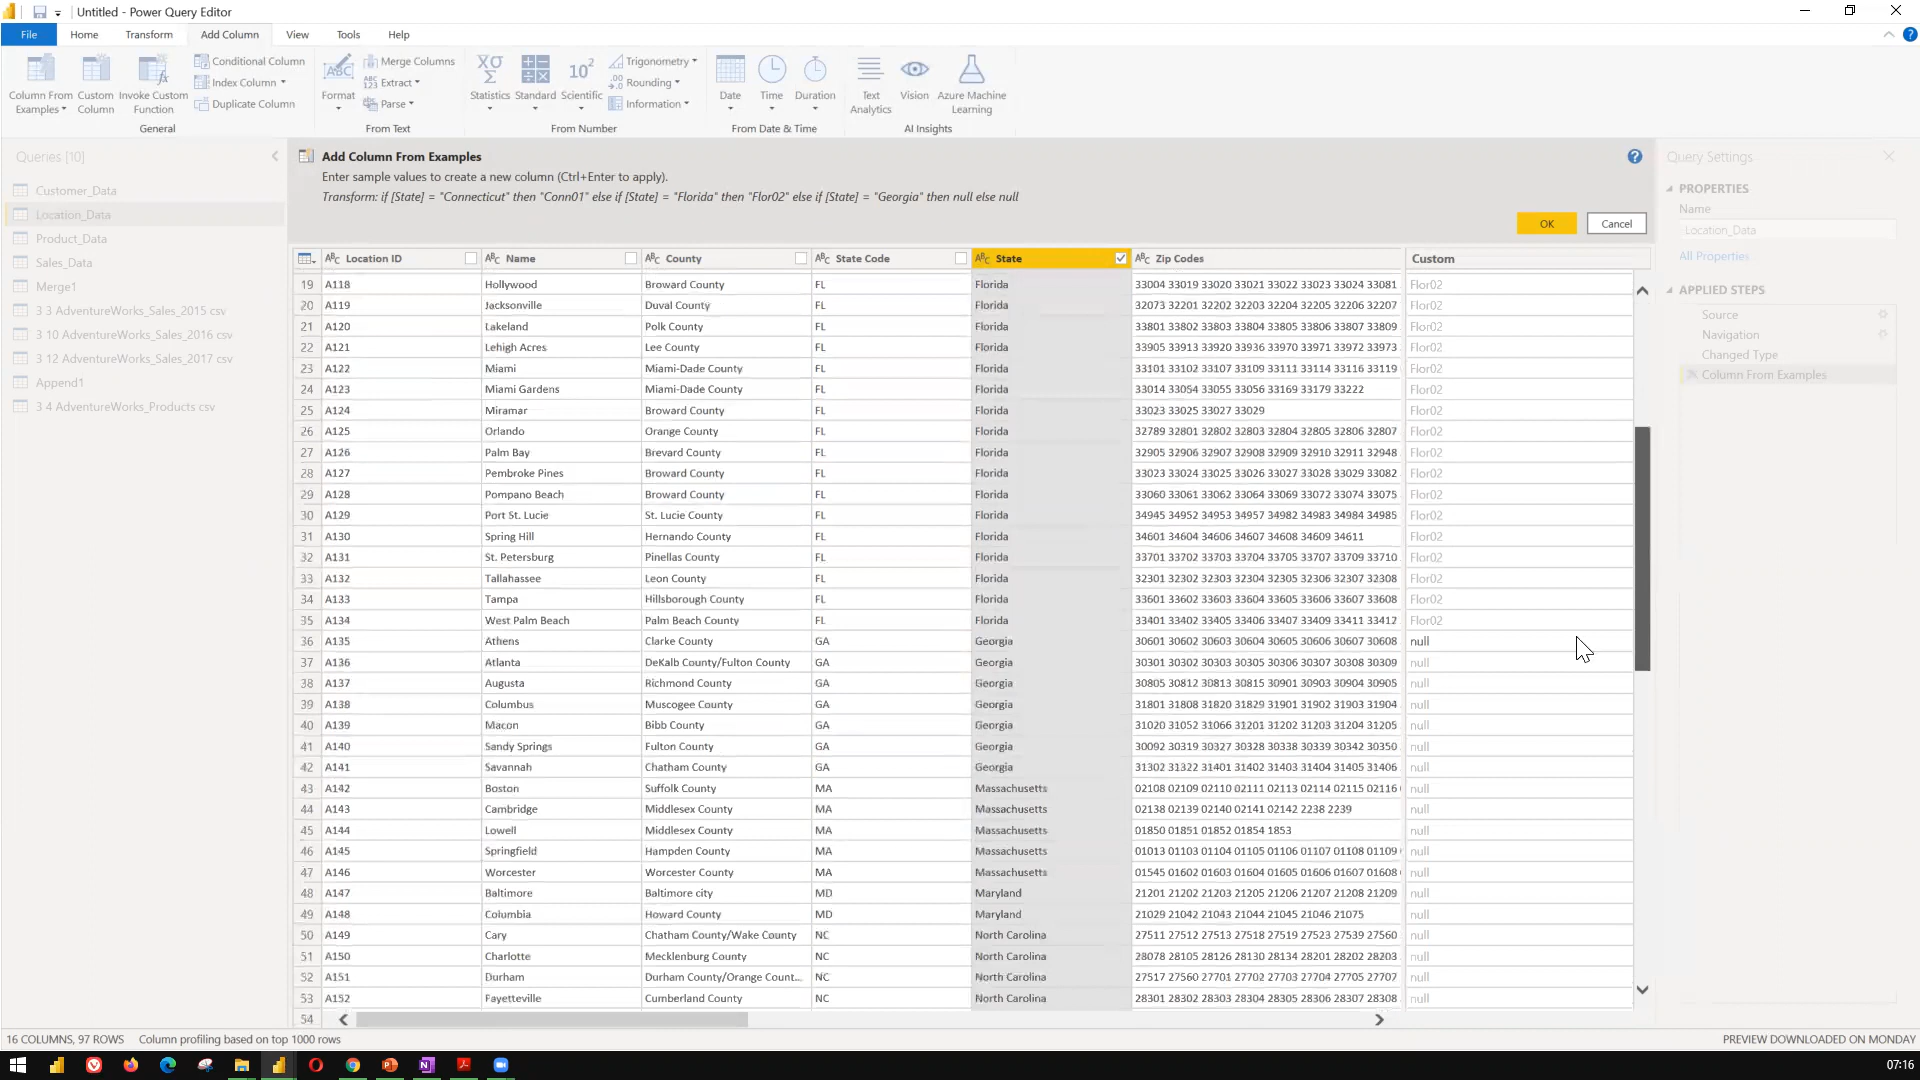 Untitled - Power Query Editor
File Home Transform Add Column View Tools Help
Column From Examples
Custom Column
Invoke Custom Function
Conditional Column
Index Column
Duplicate Column
General
Format
Merge Columns
Extract
Parse
From Text
Statistics
Standard
Scientific
Trigonometry
Rounding
Information
From Number
Date
Time
Duration
From Date & Time
Text Analytics
Vision
Azure Machine Learning
AI Insights
Queries [10]
Customer_Data
Location_Data
Product_Data
Sales_Data
Merge1
3 3 AdventureWorks_Sales_2015 csv
3 10 AdventureWorks_Sales_2016 csv
3 12 AdventureWorks_Sales_2017 csv
Append1
3 4 AdventureWorks_Products csv
Add Column From Examples
Enter sample values to create a new column (Ctrl+Enter to apply).
Transform: if [State] = "Connecticut" then "Conn01" else if [State] = "Florida" then "Flor02" else if [State] = "Georgia" then null else null
OK Cancel
Location ID Name County State Code State Zip Codes Custom
19 A118 Hollywood Broward County FL Florida 33004 33019 33020 33021 33022 33023 33024 33081 Flor02
20 A119 Jacksonville Duval County FL Florida 32073 32201 32202 32203 32204 32205 32206 32207 Flor02
21 A120 Lakeland Polk County FL Florida 33801 33802 33803 33804 33805 33806 33807 33809 Flor02
22 A121 Lehigh Acres Lee County FL Florida 33905 33913 33920 33936 33970 33971 33972 33973 Flor02
23 A122 Miami Miami-Dade County FL Florida 33101 33102 33107 33109 33111 33114 33116 33119 Flor02
24 A123 Miami Gardens Miami-Dade County FL Florida 33014 33054 33055 33056 33169 33179 33222 Flor02
25 A124 Miramar Broward County FL Florida 33023 33025 33027 33029 Flor02
26 A125 Orlando Orange County FL Florida 32789 32801 32802 32803 32804 32805 32806 32807 Flor02
27 A126 Palm Bay Brevard County FL Florida 32905 32906 32907 32908 32909 32910 32911 32948 Flor02
28 A127 Pembroke Pines Broward County FL Florida 33023 33024 33025 33026 33027 33028 33029 33082 Flor02
29 A128 Pompano Beach Broward County FL Florida 33060 33061 33062 33064 33069 33072 33074 33075 Flor02
30 A129 Port St. Lucie St. Lucie County FL Florida 34945 34952 34953 34957 34982 34983 34984 34985 Flor02
31 A130 Spring Hill Hernando County FL Florida 34601 34604 34606 34607 34608 34609 34611 Flor02
32 A131 St. Petersburg Pinellas County FL Florida 33701 33702 33703 33704 33705 33707 33709 33710 Flor02
33 A132 Tallahassee Leon County FL Florida 32301 32302 32303 32304 32305 32306 32307 32308 Flor02
34 A133 Tampa Hillsborough County FL Florida 33601 33602 33603 33604 33605 33606 33607 33608 Flor02
35 A134 West Palm Beach Palm Beach County FL Florida 33401 33402 33405 33406 33407 33409 33411 33412 Flor02
36 A135 Athens Clarke County GA Georgia 30601 30602 30603 30604 30605 30606 30607 30608 null
37 A136 Atlanta DeKalb County/Fulton County GA Georgia 30301 30302 30303 30305 30306 30307 30308 30309 null
38 A137 Augusta Richmond County GA Georgia 30805 30812 30813 30815 30901 30903 30904 30905 null
39 A138 Columbus Muscogee County GA Georgia 31801 31808 31820 31829 31901 31902 31903 31904 null
40 A139 Macon Bibb County GA Georgia 31020 31052 31066 31201 31202 31203 31204 31205 null
41 A140 Sandy Springs Fulton County GA Georgia 30092 30319 30327 30328 30338 30339 30342 30350 null
42 A141 Savannah Chatham County GA Georgia 31302 31322 31401 31402 31403 31404 31405 31406 null
43 A142 Boston Suffolk County MA Massachusetts 02108 02109 02110 02111 02113 02114 02115 02116 null
44 A143 Cambridge Middlesex County MA Massachusetts 02138 02139 02140 02141 02142 2238 2239 null
45 A144 Lowell Middlesex County MA Massachusetts 01850 01851 01852 01854 1853 null
46 A145 Springfield Hampden County MA Massachusetts 01013 01103 01104 01105 01106 01107 01108 01109 null
47 A146 Worcester Worcester County MA Massachusetts 01545 01602 01603 01604 01605 01606 01607 01608 null
48 A147 Baltimore Baltimore city MD Maryland 21201 21202 21203 21205 21206 21207 21208 21209 null
49 A148 Columbia Howard County MD Maryland 21029 21042 21043 21044 21045 21046 21075 null
50 A149 Cary Chatham County/Wake County NC North Carolina 27511 27512 27513 27518 27519 27523 27539 27560 null
51 A150 Charlotte Mecklenburg County NC North Carolina 28078 28105 28126 28130 28134 28201 28202 28203 null
52 A151 Durham Durham County/Orange Count... NC North Carolina 27517 27560 27701 27702 27703 27704 27705 27707 null
53 A152 Fayetteville Cumberland County NC North Carolina 28301 28302 28303 28304 28305 28306 28307 28308 null
54
Query Settings
PROPERTIES
Name
Location_Data
All Properties
APPLIED STEPS
Source
Navigation
Changed Type
Column From Examples
16 COLUMNS, 97 ROWS Column profiling based on top 1000 rows
PREVIEW DOWNLOADED ON MONDAY
07:16